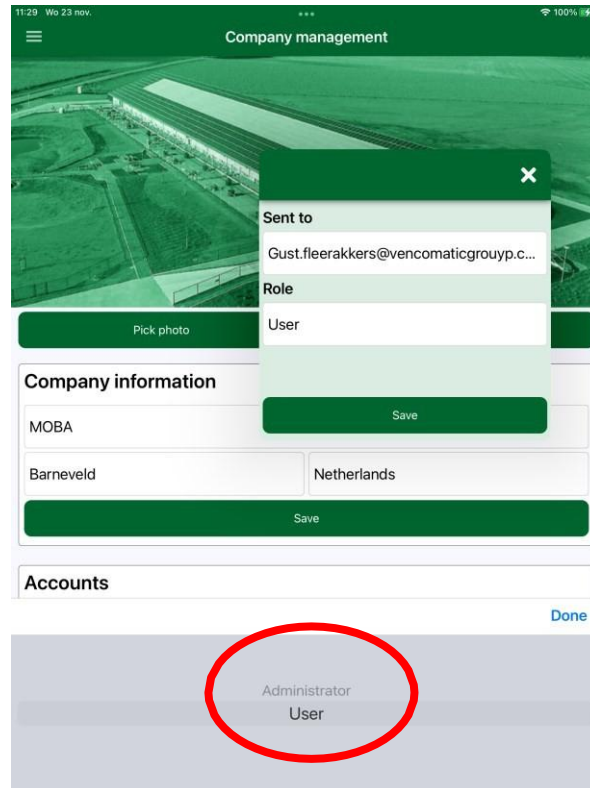 11:29 Wo 23 nov.
100%
Company management
Sent to
Gust.fleerakkers@vencomaticgrouyp.c...
Role
User
Save
Pick photo
Company information
MOBA
Barneveld
Netherlands
Save
Accounts
Done
Administrator
User